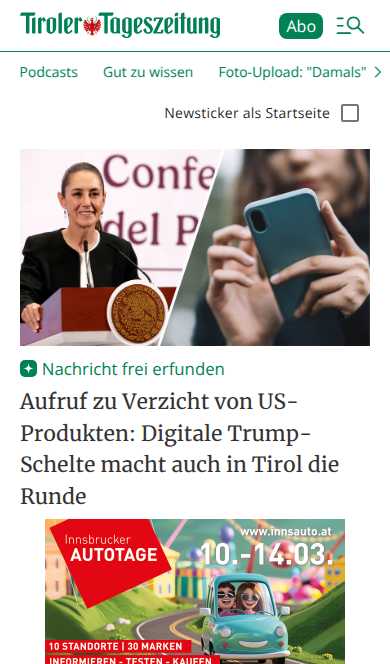 Tiroler Tageszeitung
Abo
Podcasts Gut zu wissen Foto-Upload: "Damals"
Newsticker als Startseite
Confe
del P
Nachricht frei erfunden
Aufruf zu Verzicht von US-
Produkten: Digitale Trump-
Schelte macht auch in Tirol die
Runde
www.innsauto.at
Innsbrucker
AUTOTAGE
10.-14.03.
10 STANDORTE | 30 MARKEN
INFORMIEREN - TESTEN - KAUFEN